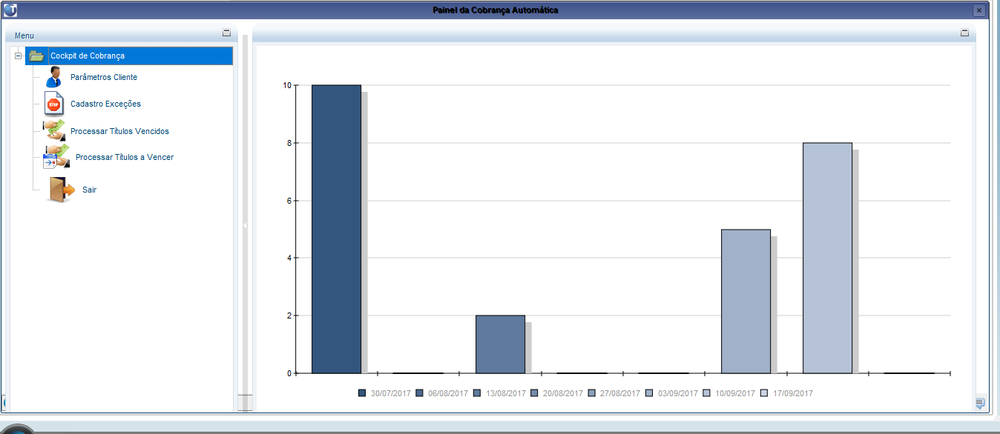 Painel da Cobrança Automática
Menu
Cockpit de Cobrança
Parâmetros Cliente
Cadastro Exceções
STOP
Processar Títulos Vencidos
Processar Títulos a Vencer
Sair
10
8
6
4
2
0
30/07/2017 06/08/2017 13/08/2017 20/08/2017 27/08/2017 03/09/2017 10/09/2017 17/09/2017